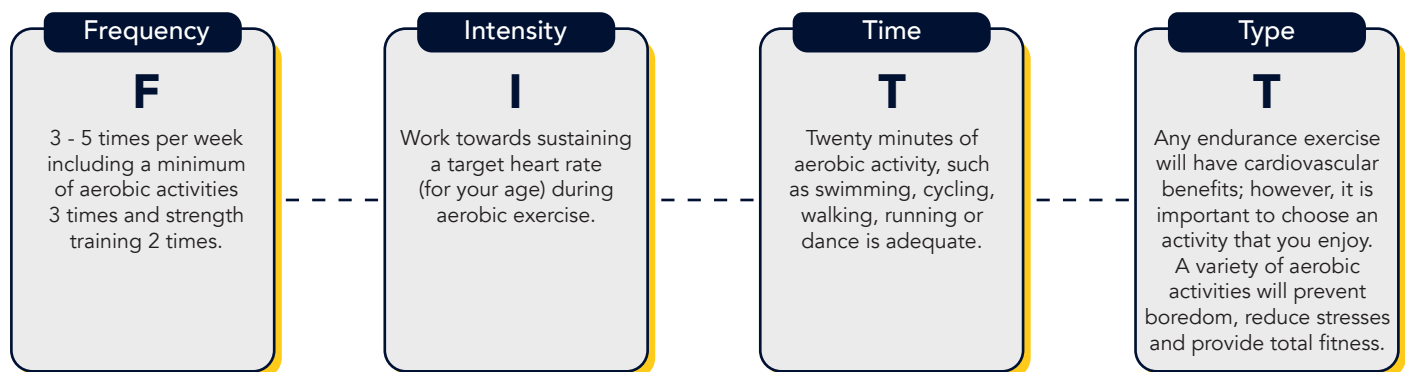 Frequency
F
3 - 5 times per week
including a minimum
of aerobic activities
3 times and strength
training 2 times.
Intensity
I
Work towards sustaining
a target heart rate
(for your age) during
aerobic exercise.
Time
T
Twenty minutes of
aerobic activity, such
as swimming, cycling,
walking, running or
dance is adequate.
Type
T
Any endurance exercise
will have cardiovascular
benefits; however, it is
important to choose an
activity that you enjoy.
A variety of aerobic
activities will prevent
boredom, reduce stresses
and provide total fitness.